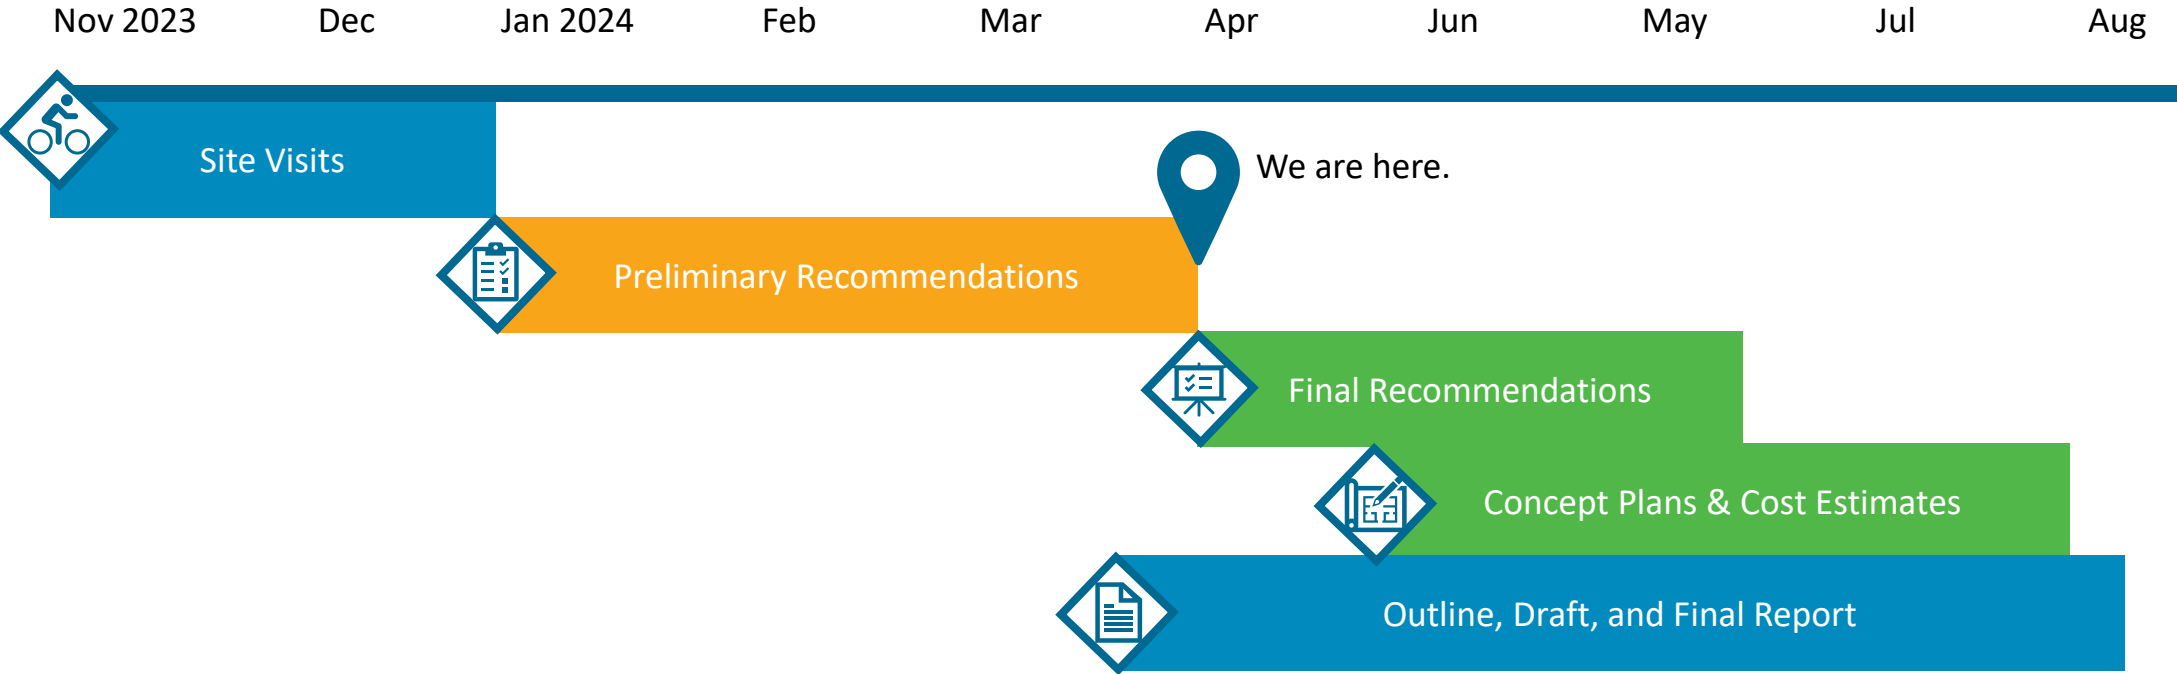 Nov 2023 Dec Jan 2024 Feb Mar Apr Jun May Jul Aug
Site Visits
We are here.
Preliminary Recommendations
Final Recommendations
Concept Plans & Cost Estimates
Outline, Draft, and Final Report